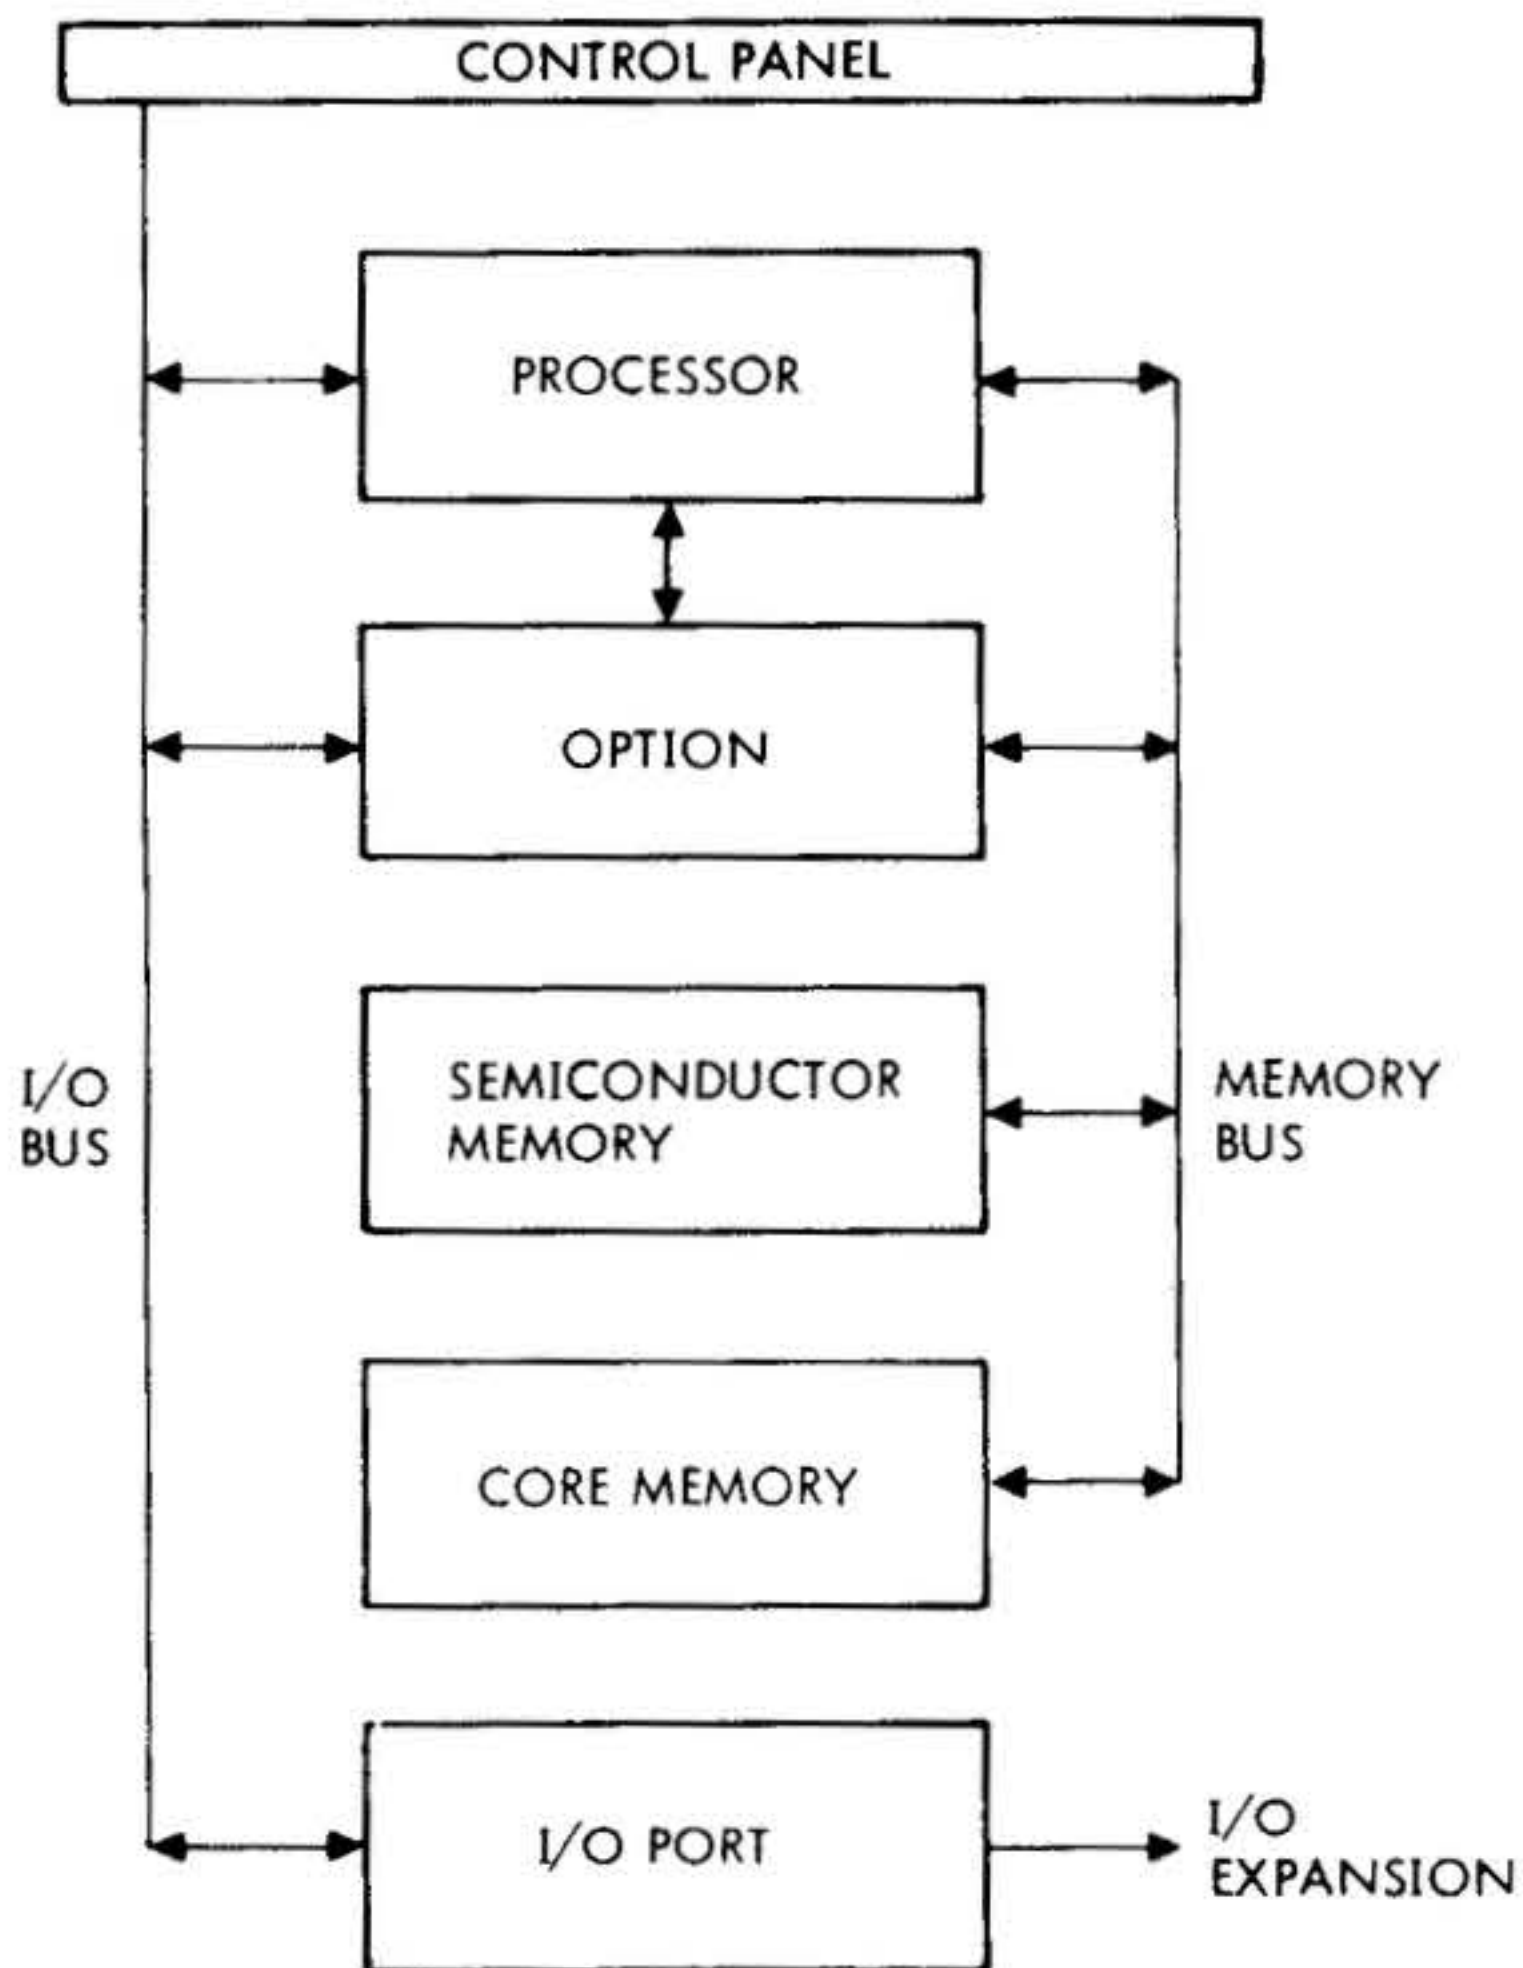 CONTROL PANEL
PROCESSOR
OPTION
I/O
BUS
SEMICONDUCTOR
MEMORY
MEMORY
BUS
CORE MEMORY
I/O PORT
I/O
EXPANSION